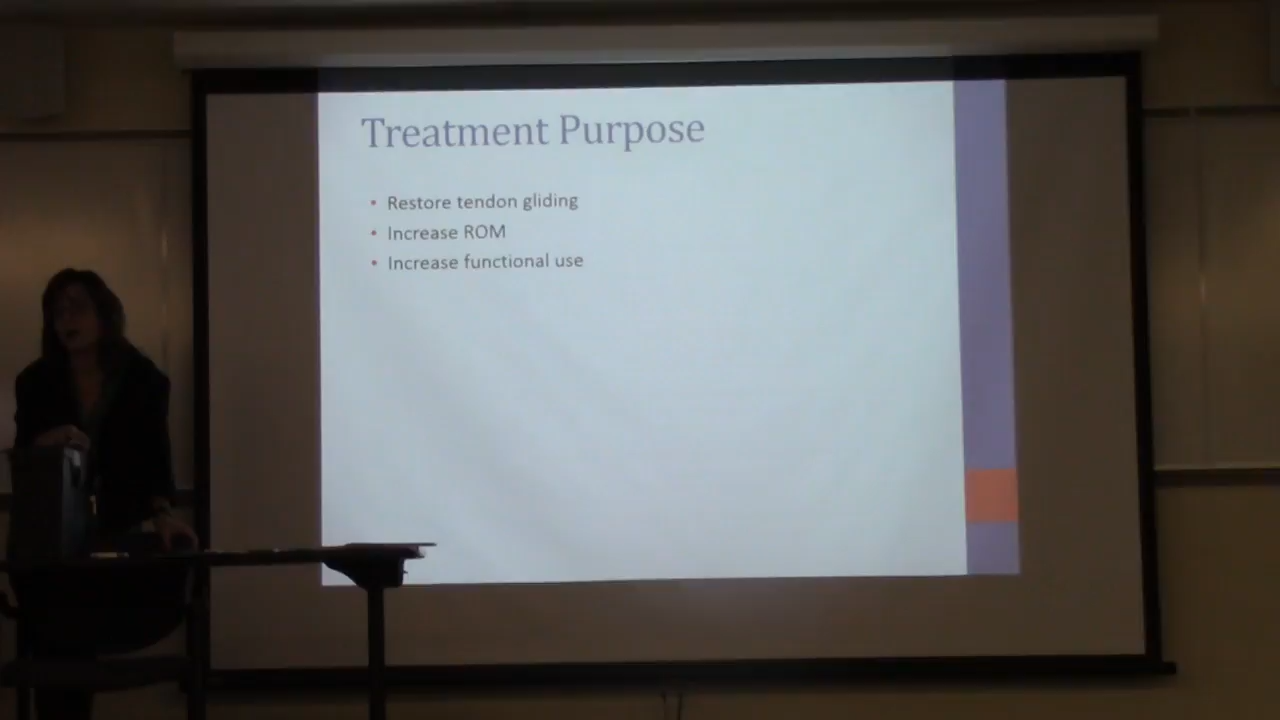 Treatment Purpose
• Restore tendon gliding
• Increase ROM
• Increase functional use